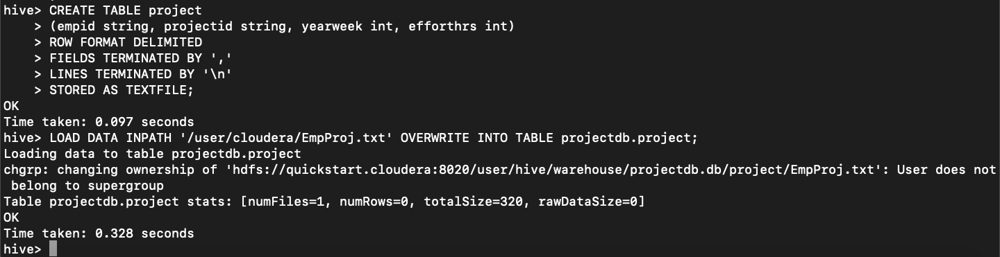 hive> CREATE TABLE project
    > (empid string, projectid string, yearweek int, efforthrs int)
    > ROW FORMAT DELIMITED
    > FIELDS TERMINATED BY ','
    > LINES TERMINATED BY '\n'
    > STORED AS TEXTFILE;
OK
Time taken: 0.097 seconds
hive> LOAD DATA INPATH '/user/cloudera/EmpProj.txt' OVERWRITE INTO TABLE projectdb.project;
Loading data to table projectdb.project
chgrp: changing ownership of 'hdfs://quickstart.cloudera:8020/user/hive/warehouse/projectdb.db/project/EmpProj.txt': User does not
 belong to supergroup
Table projectdb.project stats: [numFiles=1, numRows=0, totalSize=320, rawDataSize=0]
OK
Time taken: 0.328 seconds
hive>